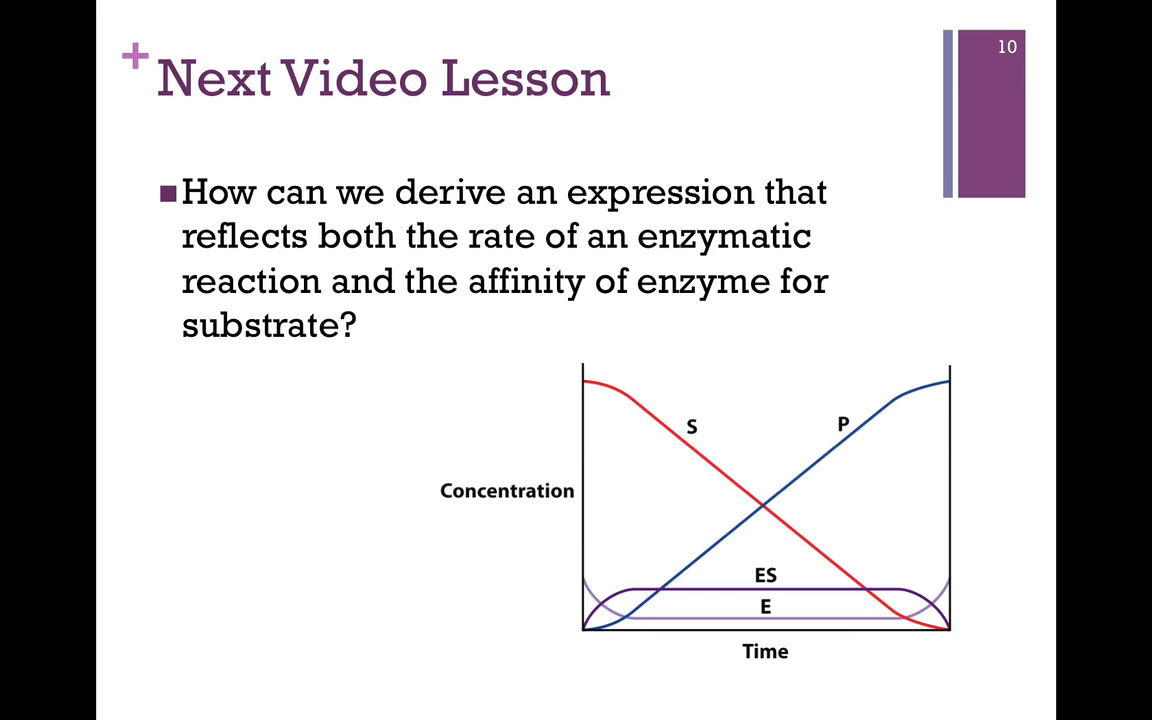 10
+ Next Video Lesson
■ How can we derive an expression that
reflects both the rate of an enzymatic
reaction and the affinity of enzyme for
substrate?
S
P
Concentration
ES
E
Time